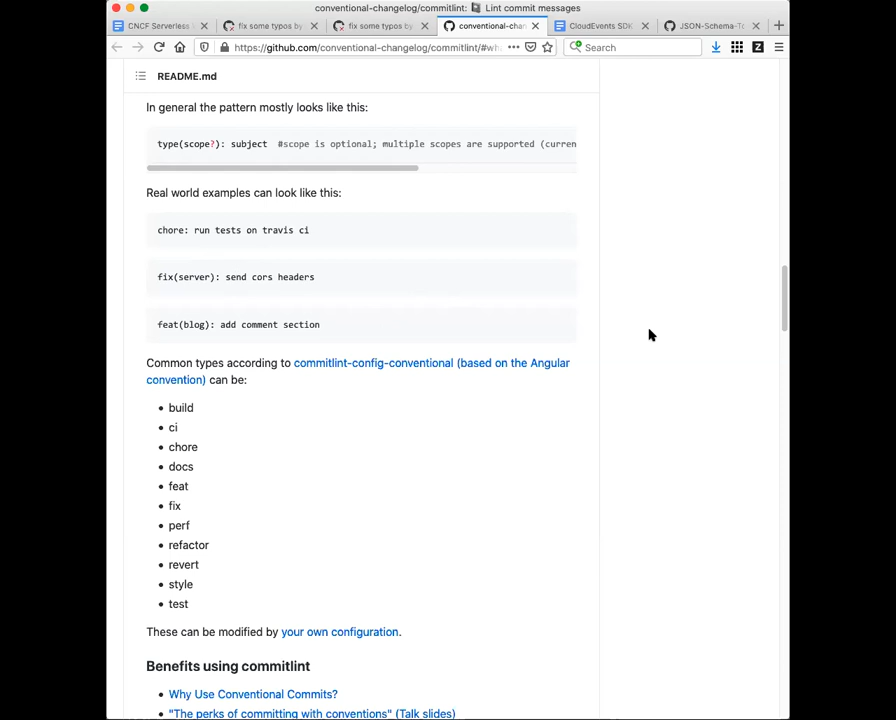 conventional-changelog/commitlint: Lint commit messages
CNCF Serverless
fix some typos by
fix some typos by
conventional-chan
CloudEvents SDK
JSON-Schema-To
https://github.com/conventional-changelog/commitlint/#wh
Search
README.md
In general the pattern mostly looks like this:
type(scope?): subject #scope is optional; multiple scopes are supported (curren
Real world examples can look like this:
chore: run tests on travis ci
fix(server): send cors headers
feat(blog): add comment section
Common types according to commitlint-config-conventional (based on the Angular
convention) can be:
build
ci
chore
docs
feat
fix
perf
refactor
revert
style
test
These can be modified by your own configuration.
Benefits using commitlint
Why Use Conventional Commits?
"The perks of committing with conventions" (Talk slides)